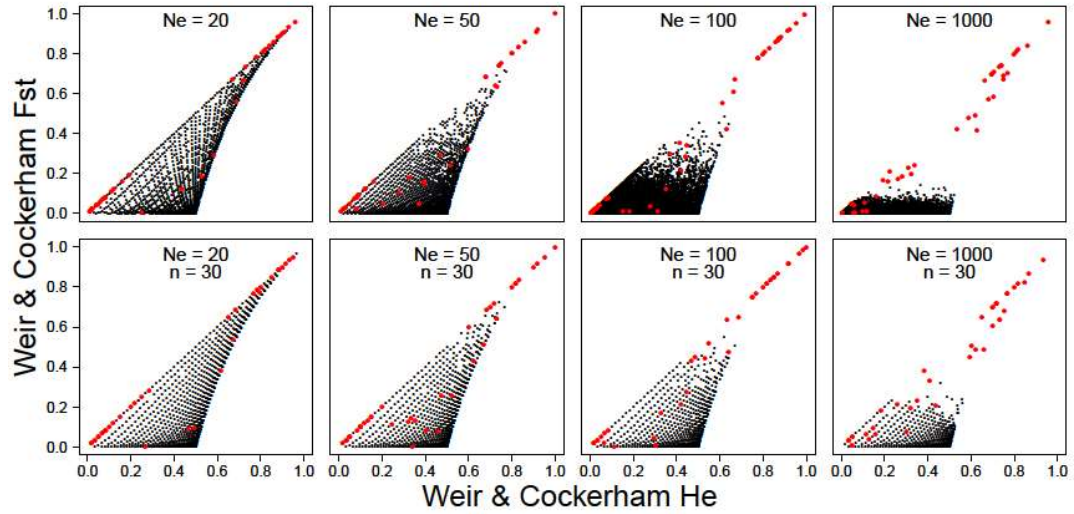 Weir & Cockerham Fst
Ne = 20
Ne = 50
Ne = 100
Ne = 1000
1.0
0.8
0.6
0.4
0.2
0.0
Ne = 20
n = 30
Ne = 50
n = 30
Ne = 100
n = 30
Ne = 1000
n = 30
1.0
0.8
0.6
0.4
0.2
0.0
0.0 0.2 0.4 0.6 0.8 1.0
0.0 0.2 0.4 0.6 0.8 1.0
0.0 0.2 0.4 0.6 0.8 1.0
0.0 0.2 0.4 0.6 0.8 1.0
Weir & Cockerham He